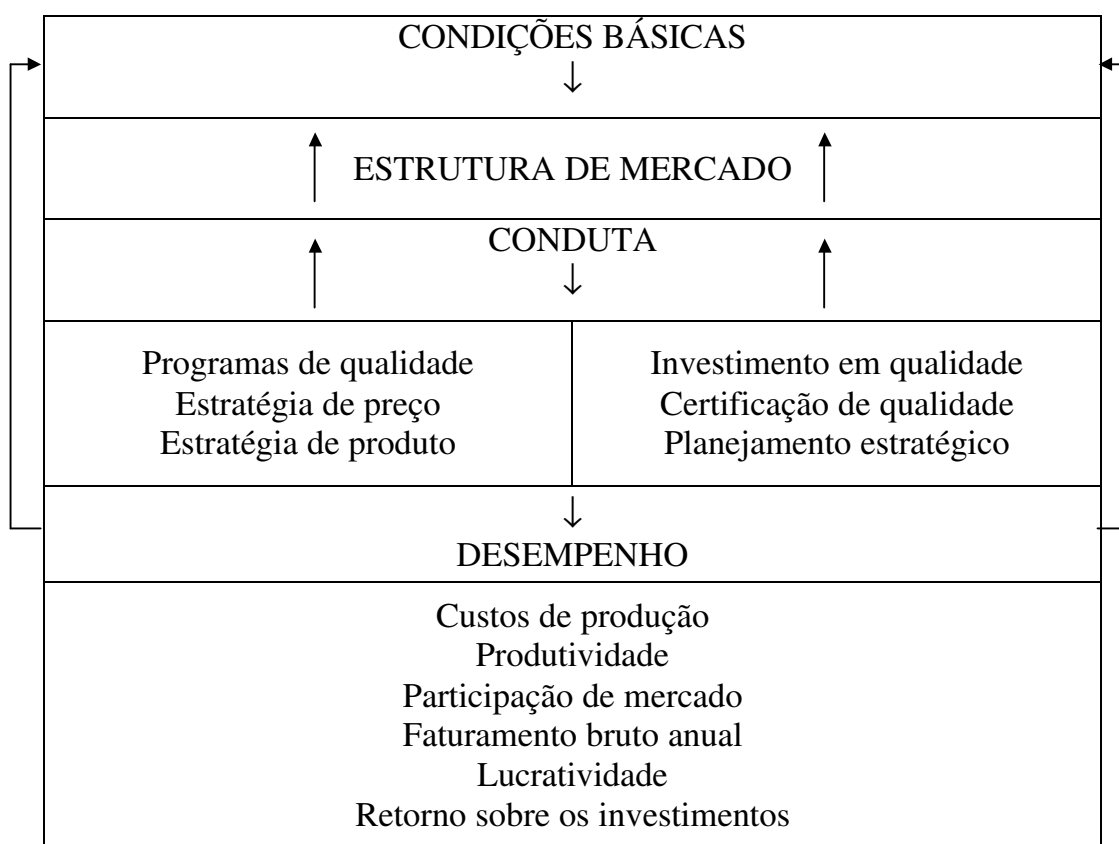 CONDIÇÕES BÁSICAS
ESTRUTURA DE MERCADO
CONDUTA
Programas de qualidade
Estratégia de preço
Estratégia de produto
Investimento em qualidade
Certificação de qualidade
Planejamento estratégico
DESEMPENHO
Custos de produção
Produtividade
Participação de mercado
Faturamento bruto anual
Lucratividade
Retorno sobre os investimentos